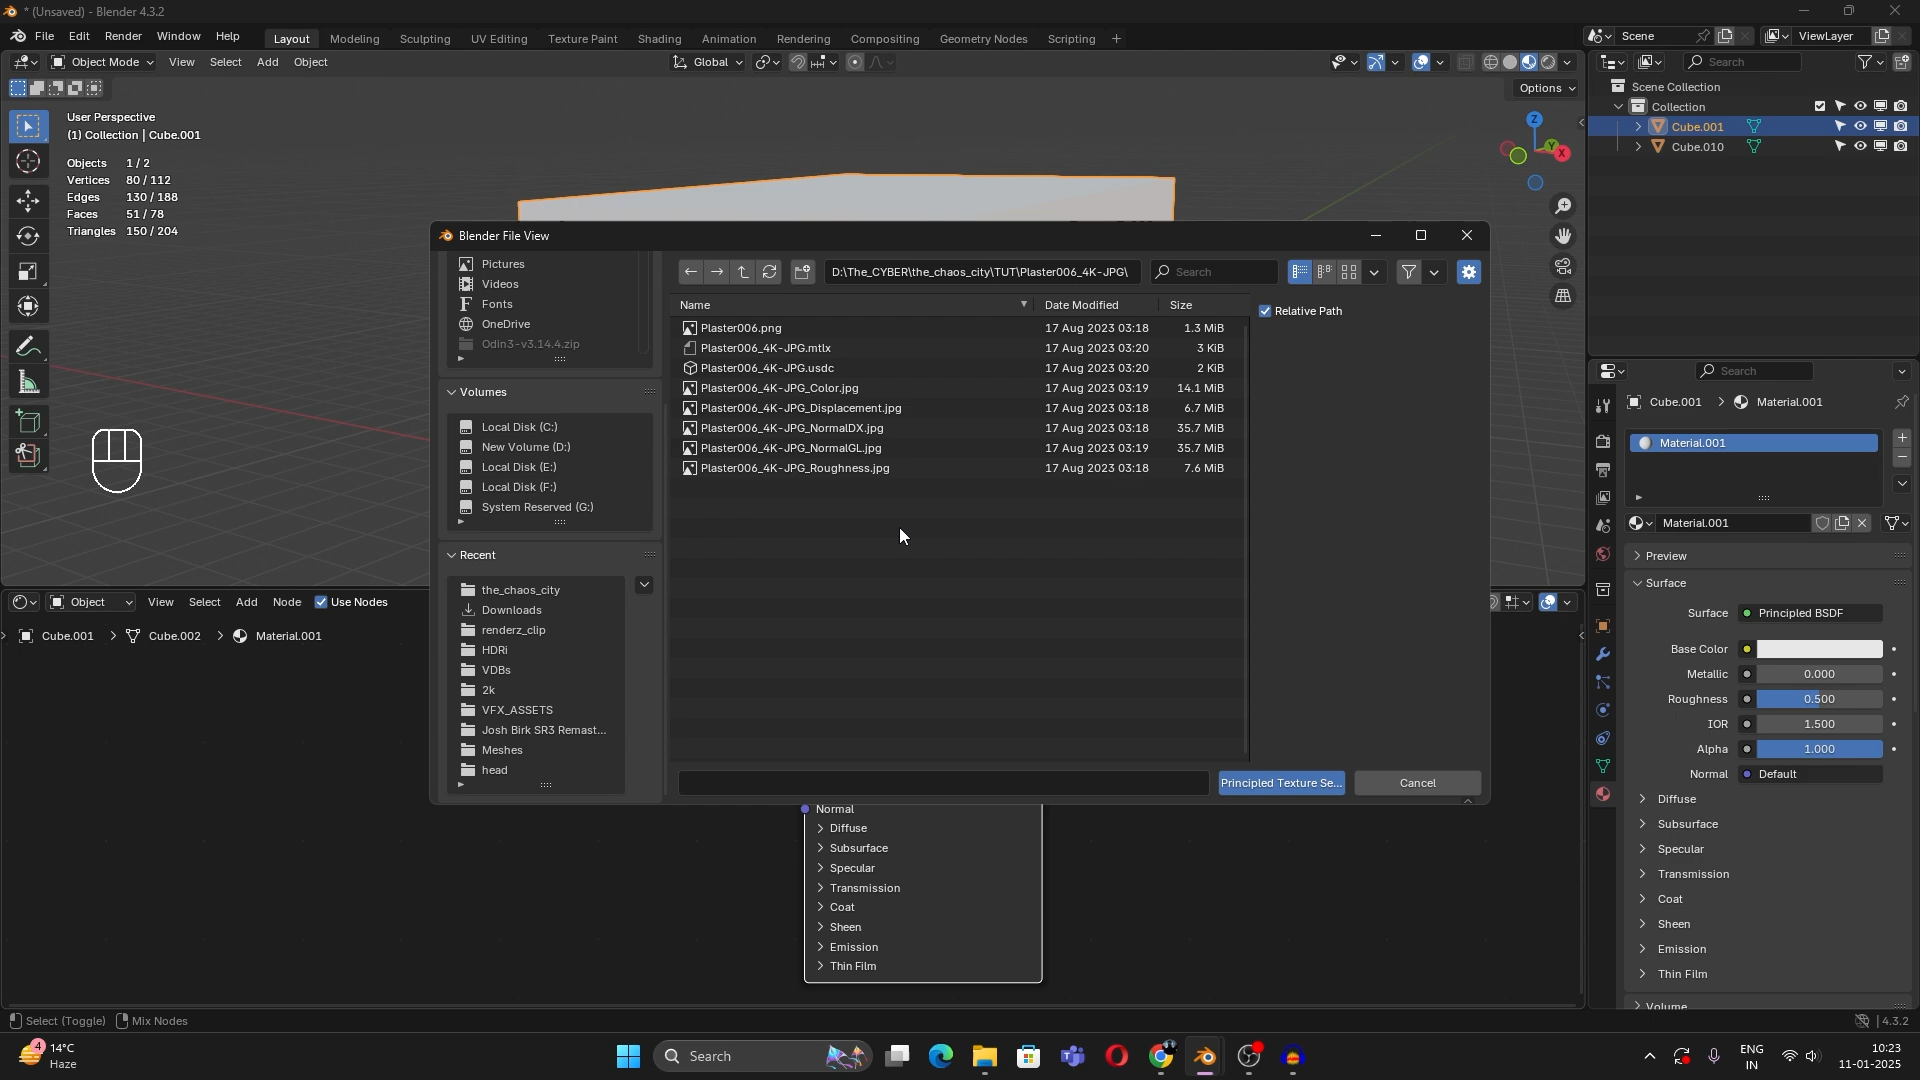 * (Unsaved) - Blender 4.3.2
File Edit Render Window Help
Layout Modeling Sculpting UV Editing Texture Paint Shading Animation Rendering Compositing Geometry Nodes Scripting +
Scene
ViewLayer
Object Mode View Select Add Object
Global
Search
Options
User Perspective
(1) Collection | Cube.001
Objects 1 / 2
Vertices 80 / 112
Edges 130 / 188
Faces 51 / 78
Triangles 150 / 204
Z
Y
X
Scene Collection
Collection
Cube.001
Cube.010
Blender File View
Pictures
Videos
Fonts
OneDrive
Odin3-v3.14.4.zip
Volumes
Local Disk (C:)
New Volume (D:)
Local Disk (E:)
Local Disk (F:)
System Reserved (G:)
Recent
the_chaos_city
Downloads
renderz_clip
HDRi
VDBs
2k
VFX_ASSETS
Josh Birk SR3 Remast...
Meshes
head
D:\The_CYBER\the_chaos_city\TUT\Plaster006_4K-JPG\
Search
Name Date Modified Size
Plaster006.png 17 Aug 2023 03:18 1.3 MiB
Plaster006_4K-JPG.mtlx 17 Aug 2023 03:20 3 KiB
Plaster006_4K-JPG.usdc 17 Aug 2023 03:20 2 KiB
Plaster006_4K-JPG_Color.jpg 17 Aug 2023 03:19 14.1 MiB
Plaster006_4K-JPG_Displacement.jpg 17 Aug 2023 03:18 6.7 MiB
Plaster006_4K-JPG_NormalDX.jpg 17 Aug 2023 03:18 35.7 MiB
Plaster006_4K-JPG_NormalGL.jpg 17 Aug 2023 03:19 35.7 MiB
Plaster006_4K-JPG_Roughness.jpg 17 Aug 2023 03:18 7.6 MiB
Relative Path
Principled Texture Se...
Cancel
Object View Select Add Node Use Nodes
Cube.001 > Cube.002 > Material.001
Normal
Diffuse
Subsurface
Specular
Transmission
Coat
Sheen
Emission
Thin Film
Search
Cube.001 > Material.001
Material.001
Material.001
Preview
Surface
Surface Principled BSDF
Base Color
Metallic 0.000
Roughness 0.500
IOR 1.500
Alpha 1.000
Normal Default
Diffuse
Subsurface
Specular
Transmission
Coat
Sheen
Emission
Thin Film
Volume
Select (Toggle) Mix Nodes
4.3.2
4
14°C
Haze
Search
ENG
IN
10:23
11-01-2025